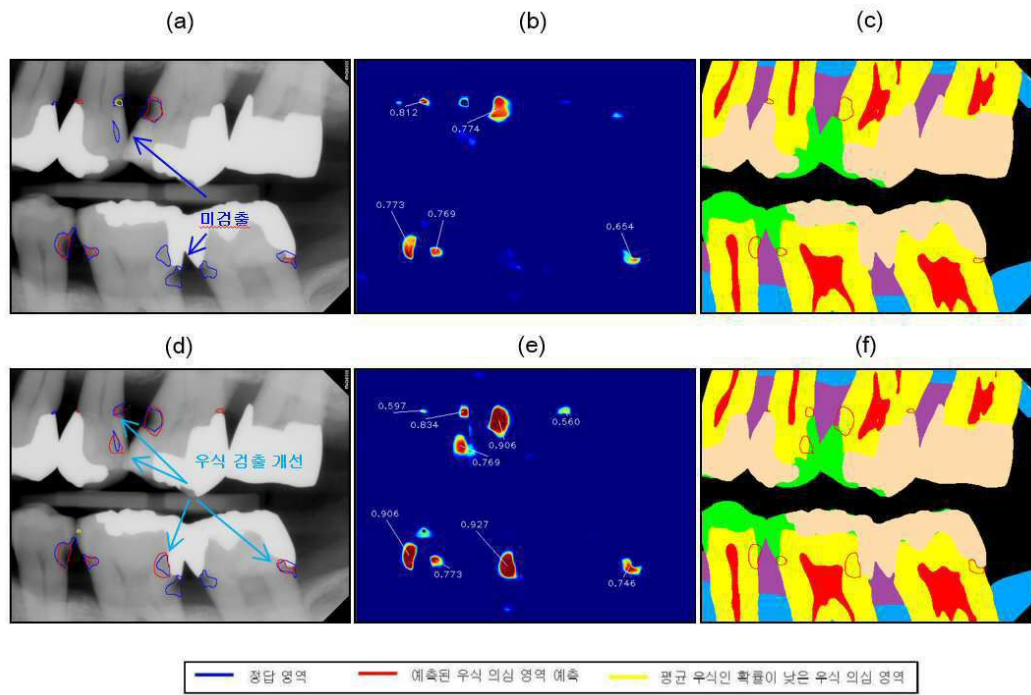 (a)
(b)
(c)
미검출
0.812
0.774
0.773
0.769
0.654
(d)
(e)
(f)
우식 검출 개선
0.597
0.834
0.906
0.560
0.769
0.906
0.927
0.773
0.746
정답 영역
예측된 우식 의심 영역 예측
평균 우식인 확률이 낮은 우식 의심 영역